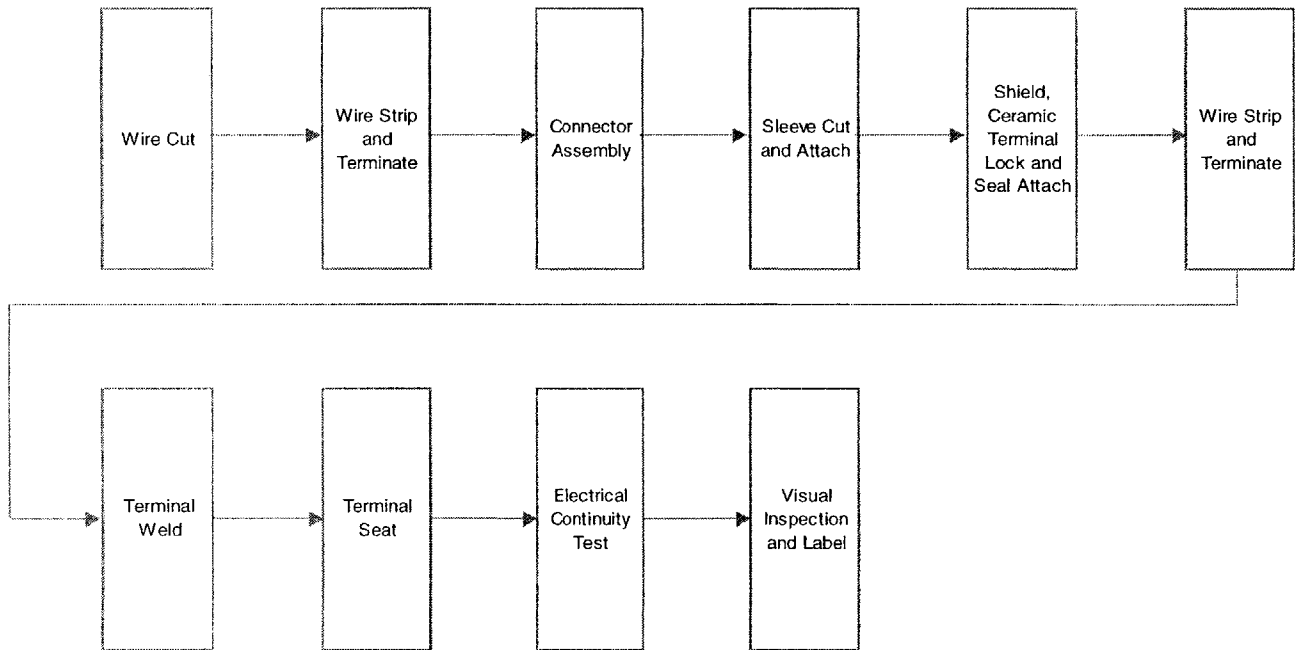 Wire Cut
Wire Strip
and
Terminate
Connector
Assembly
Sleeve Cut
and Attach
Shield,
Ceramic
Terminal
Lock and
Seal Attach
Wire Strip
and
Terminate
Terminal
Weld
Terminal
Seat
Electrical
Continuity
Test
Visual
Inspection
and Label